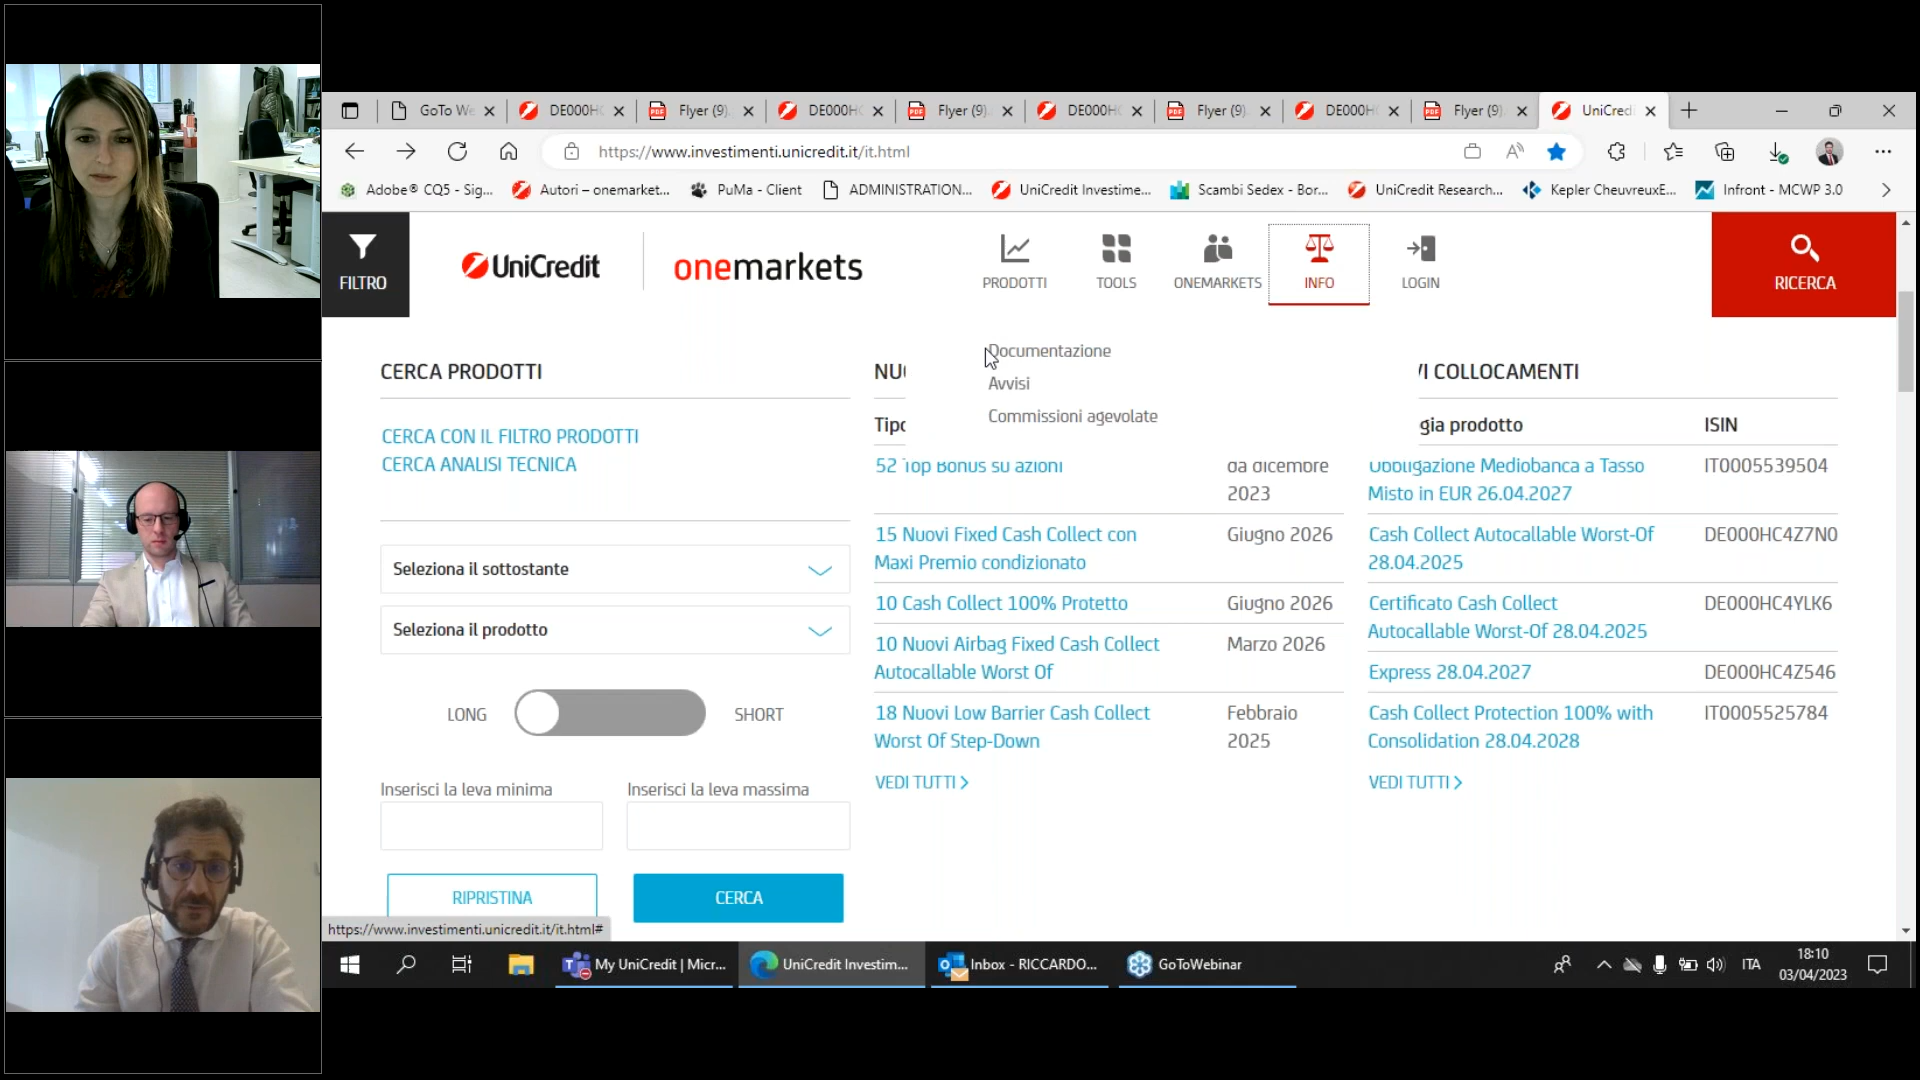 GoTo We
DE000H
Flyer (9)
DE000H
Flyer (9)
DE000H
Flyer (9)
DE000H
Flyer (9)
UniCredi
https://www.investimenti.unicredit.it/it.html
Adobe® CQ5 - Sig...
Autori – onemarket...
PuMa - Client
ADMINISTRATION...
UniCredit Investime...
Scambi Sedex - Bor...
UniCredit Research...
Kepler CheuvreuxE...
Infront - MCWP 3.0
FILTRO
UniCredit
onemarkets
PRODOTTI
TOOLS
ONEMARKETS
INFO
LOGIN
RICERCA
Documentazione
Avvisi
Commissioni agevolate
CERCA PRODOTTI
CERCA CON IL FILTRO PRODOTTI
CERCA ANALISI TECNICA
Seleziona il sottostante
Seleziona il prodotto
LONG
SHORT
Inserisci la leva minima
Inserisci la leva massima
RIPRISTINA
CERCA
NU
Tipo
52 Top Bonus su azioni
da dicembre
2023
15 Nuovi Fixed Cash Collect con
Maxi Premio condizionato
Giugno 2026
10 Cash Collect 100% Protetto
Giugno 2026
10 Nuovi Airbag Fixed Cash Collect
Autocallable Worst Of
Marzo 2026
18 Nuovi Low Barrier Cash Collect
Worst Of Step-Down
Febbraio
2025
VEDI TUTTI
VI COLLOCAMENTI
gia prodotto
ISIN
Obbligazione Mediobanca a Tasso
Misto in EUR 26.04.2027
IT0005539504
Cash Collect Autocallable Worst-Of
28.04.2025
DE000HC4Z7N0
Certificato Cash Collect
Autocallable Worst-Of 28.04.2025
DE000HC4YLK6
Express 28.04.2027
DE000HC4Z546
Cash Collect Protection 100% with
Consolidation 28.04.2028
IT0005525784
VEDI TUTTI
https://www.investimenti.unicredit.it/it.html#
My UniCredit | Micr...
UniCredit Investim...
Inbox - RICCARDO...
GoToWebinar
ITA
18:10
03/04/2023